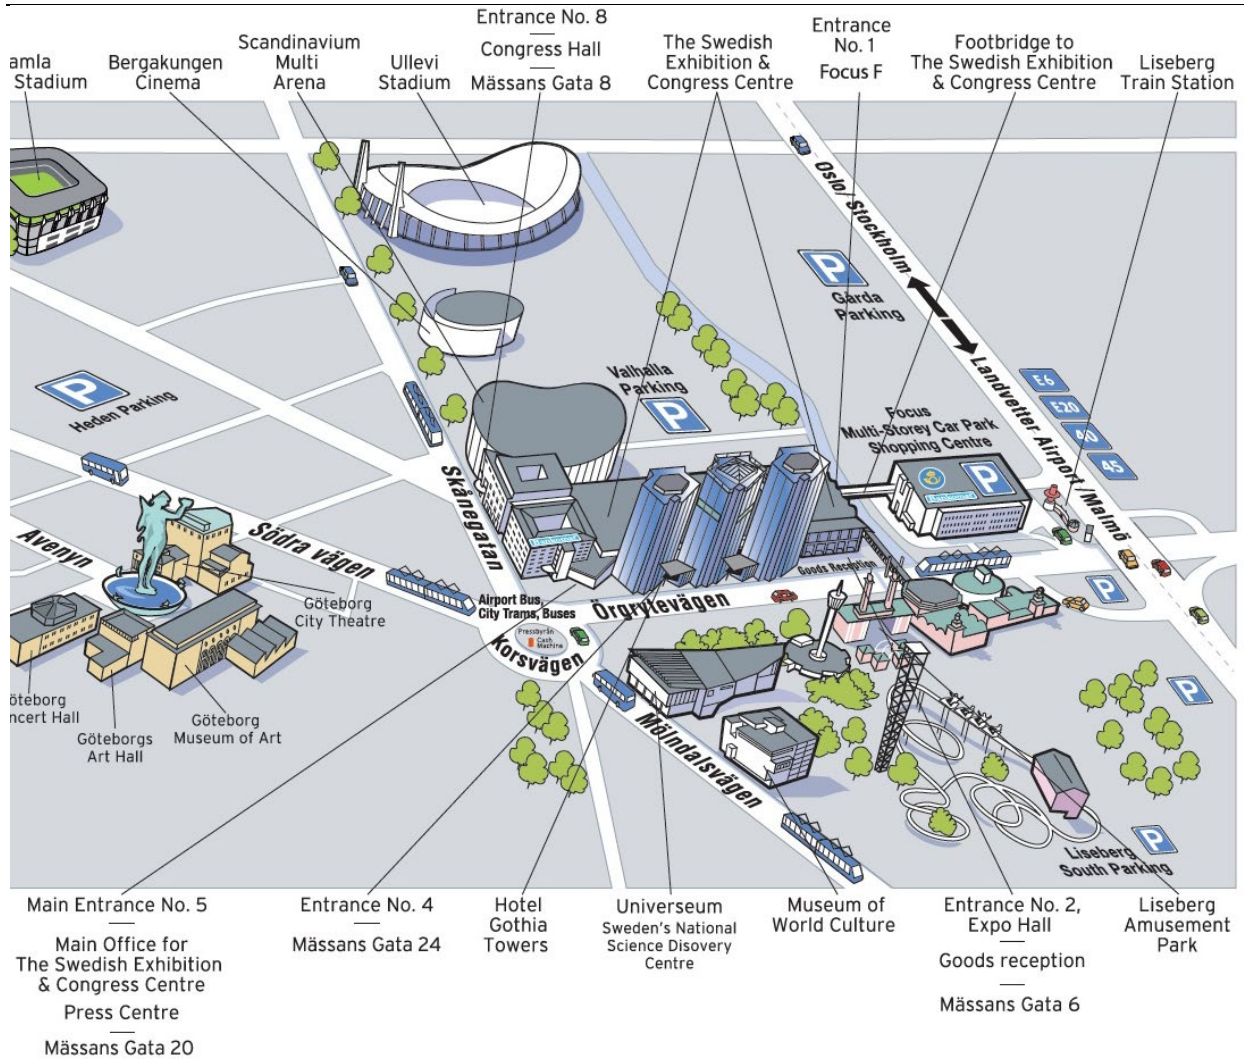 amla
Stadium
Bergakungen
Cinema
Scandinavium
Multi
Arena
Ullevi
Stadium
Entrance No. 8
Congress Hall
Mässans Gata 8
The Swedish
Exhibition &
Congress Centre
Entrance
No. 1
Focus F
Footbridge to
The Swedish Exhibition
& Congress Centre
Liseberg
Train Station
Oslo/Stockholm
P
Gårda
Parking
Landvetter Airport/Malmö
E6
E20
40
45
P
Heden Parking
Valhalla
Parking
P
Focus
Multi-Storey Car Park
Shopping Centre
P
Bankomat
Skånegatan
Bankomat
Avenyn
Södra vägen
Göteborg
City Theatre
Airport Bus,
City Trams, Buses
Örgrytevägen
Goods Reception
P
Pressbyrån
Cash
Machine
Korsvägen
Mölndalsvägen
öteborg
ncert Hall
Göteborgs
Art Hall
Göteborg
Museum of Art
P
P
Liseberg
South Parking
Main Entrance No. 5
Main Office for
The Swedish Exhibition
& Congress Centre
Press Centre
Mässans Gata 20
Entrance No. 4
Mässans Gata 24
Hotel
Gothia
Towers
Universeum
Sweden's National
Science Disovery
Centre
Museum of
World Culture
Entrance No. 2,
Expo Hall
Goods reception
Mässans Gata 6
Liseberg
Amusement
Park